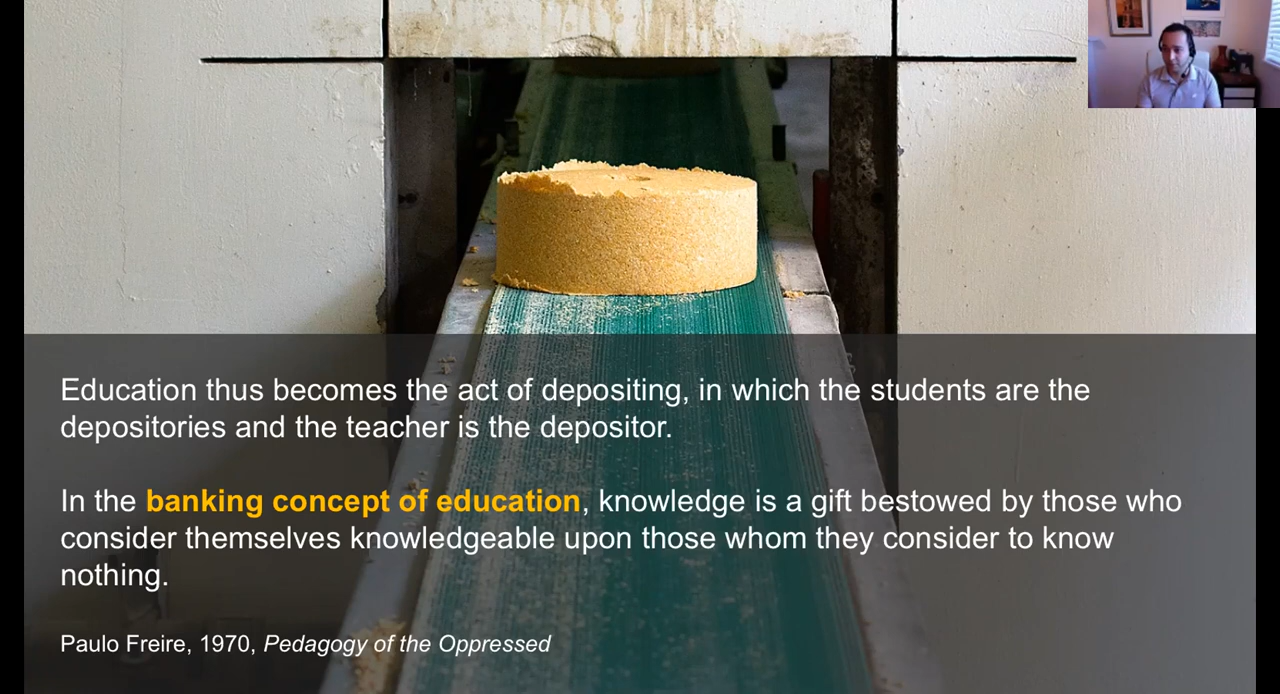 Education thus becomes the act of depositing, in which the students are the
depositories and the teacher is the depositor.
In the banking concept of education, knowledge is a gift bestowed by those who
consider themselves knowledgeable upon those whom they consider to know
nothing.
Paulo Freire, 1970, Pedagogy of the Oppressed